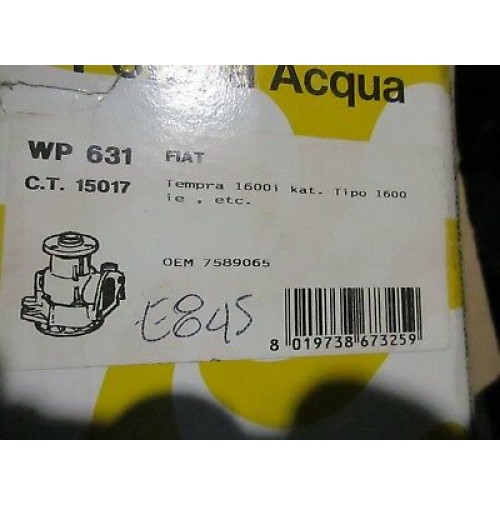 Acqua
WP 631 FIAT
C.T. 15017 Tempra 1600i kat. Tipo 1600
ie , etc.
OEM 7589065
E845
8 019738 673259